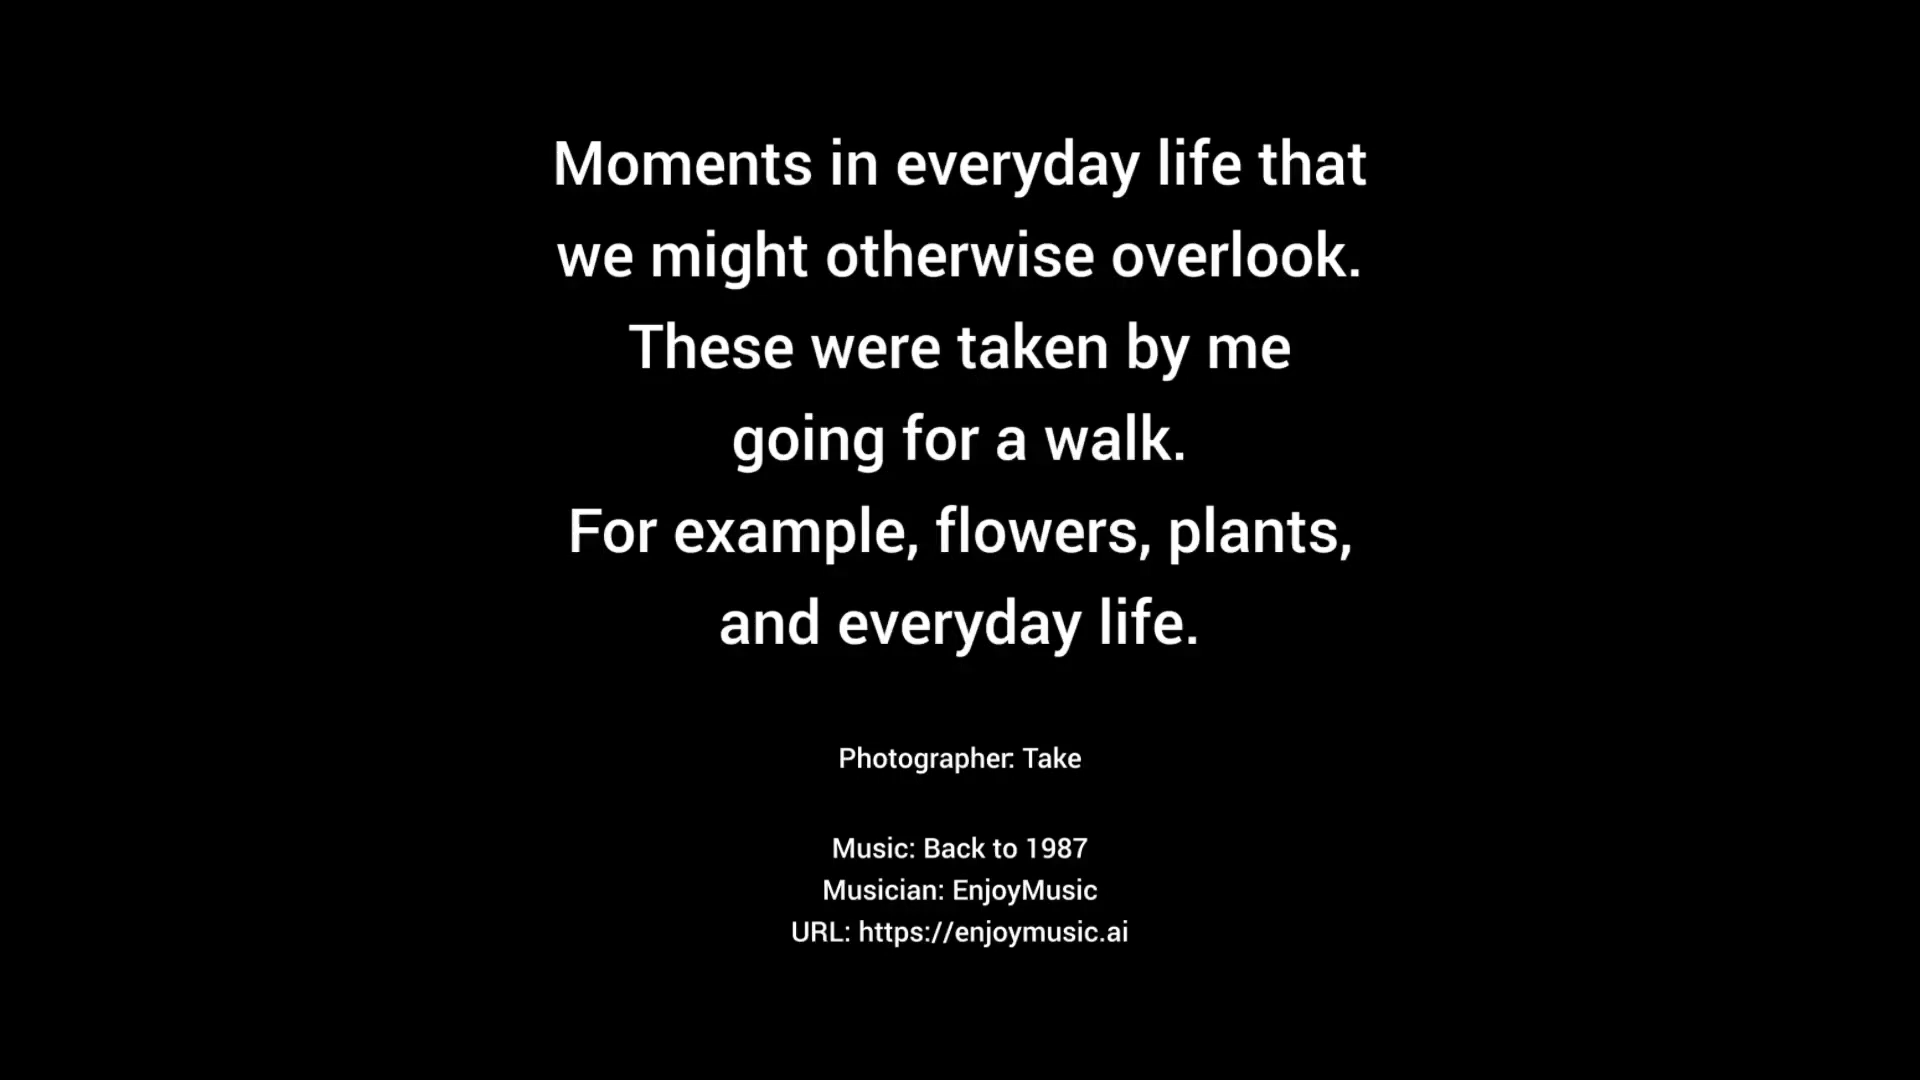 Moments in everyday life that
we might otherwise overlook.
These were taken by me
going for a walk.
For example, flowers, plants,
and everyday life.
Photographer: Take
Music: Back to 1987
Musician: EnjoyMusic
URL: https://enjoymusic.ai